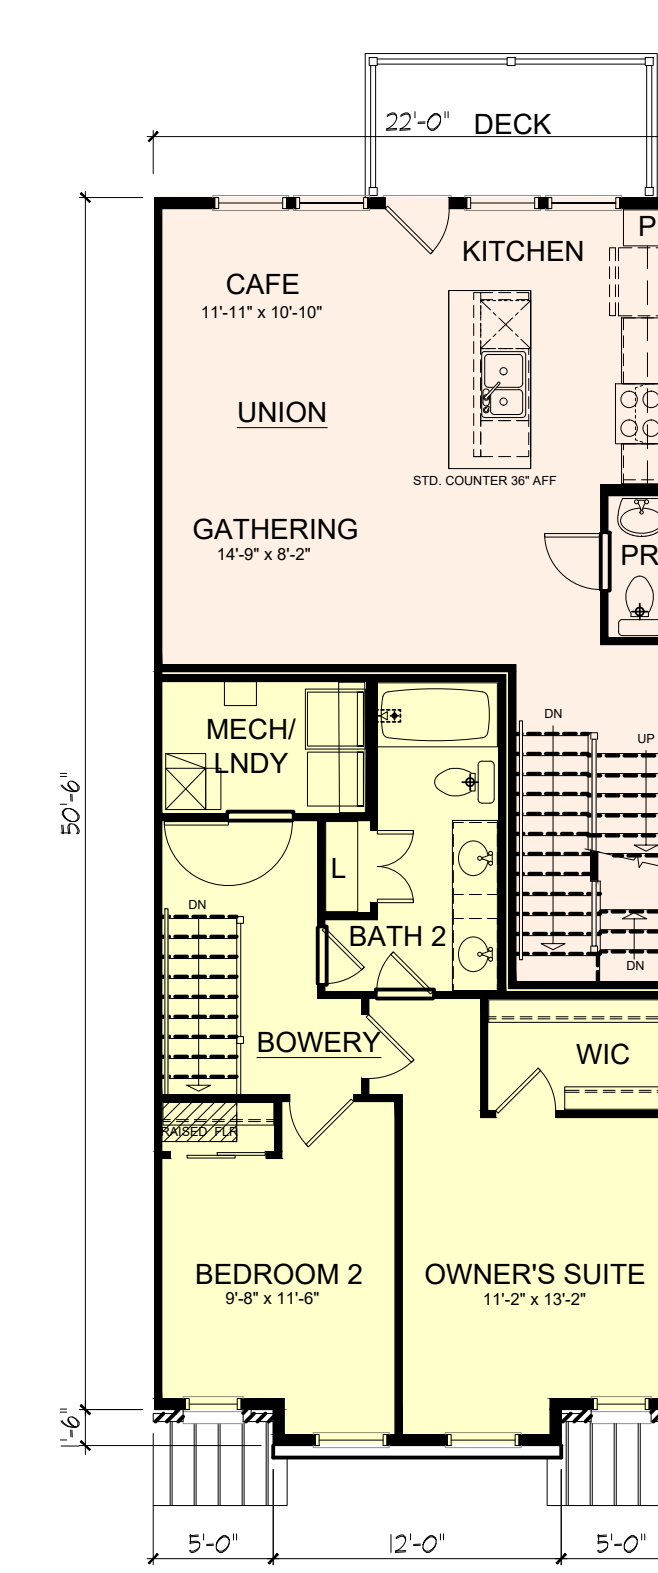 22'-0" DECK
P
KITCHEN
CAFE
11'-11" x 10'-10"
UNION
STD. COUNTER 36" AFF
GATHERING
14'-9" x 8'-2"
PR
DN
UP
MECH/
LNDY
50'-6"
L
DN
BATH 2
DN
BOWERY
WIC
RAISED FLR
BEDROOM 2
9'-8" x 11'-6"
OWNER'S SUITE
11'-2" x 13'-2"
1'-6"
5'-0"
12'-0"
5'-0"